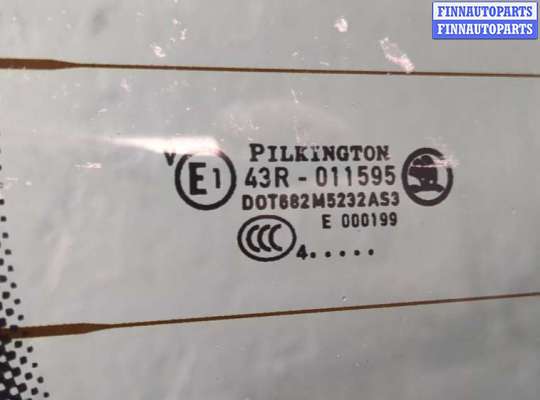 FINNAUTOPARTS
FINNAUTOPARTS
PILKINGTON
V E1 43R - 011595
DOT682M5232AS3
E 000199
CCC
4.....